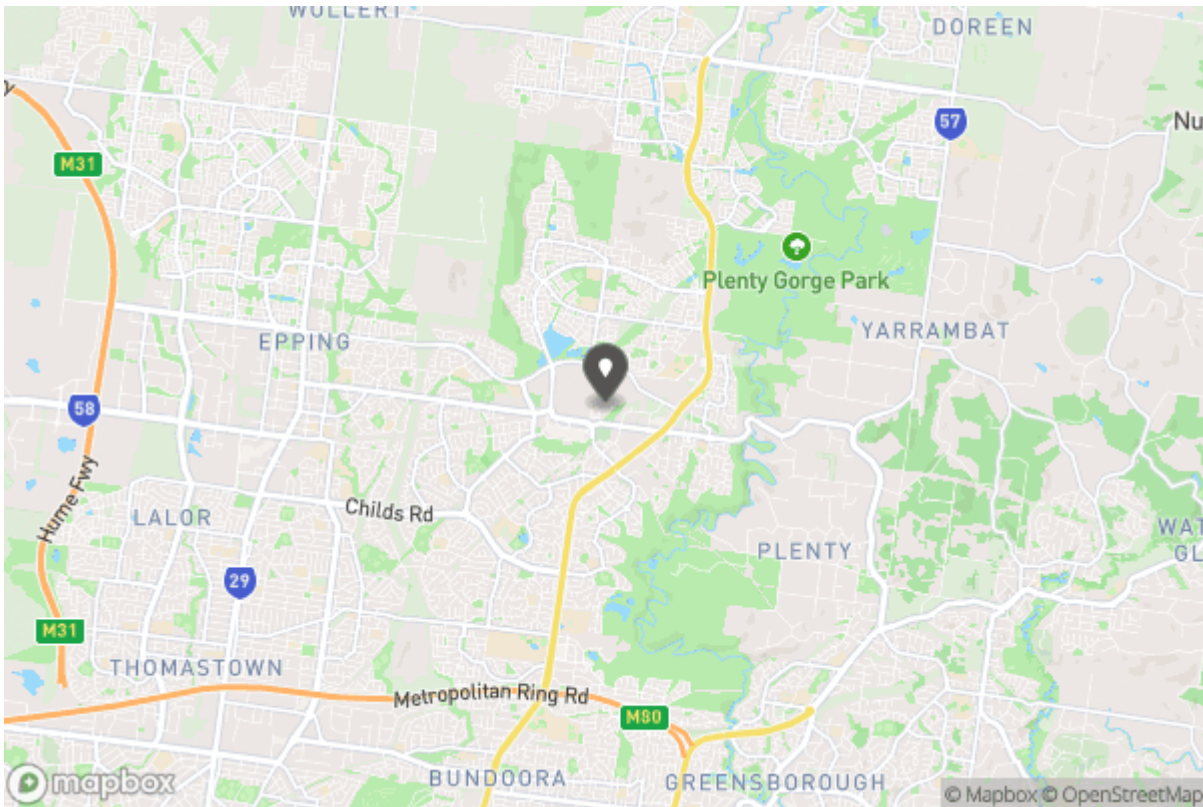 WOLLERT
DOREEN
57
Nu
M31
Plenty Gorge Park
YARRAMBAT
EPPING
58
Hume Fwy
Childs Rd
LALOR
WAT
GL
PLENTY
29
M31
THOMASTOWN
Metropolitan Ring Rd
M80
BUNDOORA
GREENSBOROUGH
mapbox
© Mapbox © OpenStreetMap